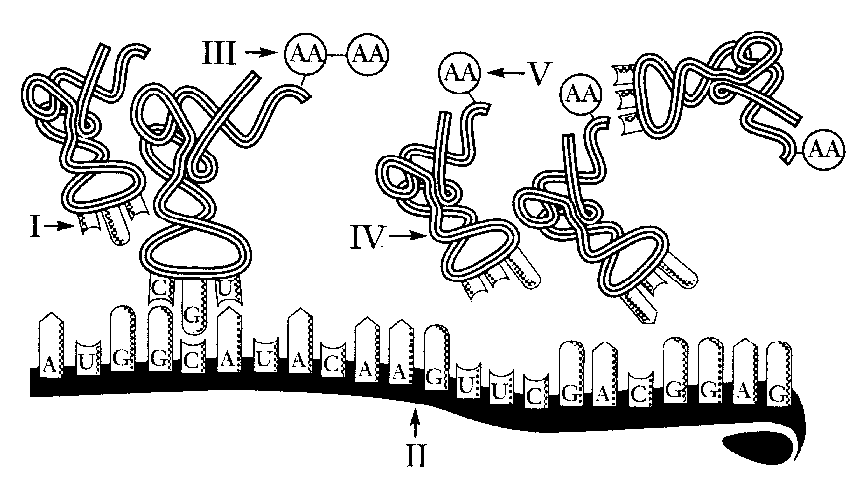 III AA AA
AA V
AA
AA
I
IV
C G U
A U G G C A U A C A A G U U C G A C G G A G
II